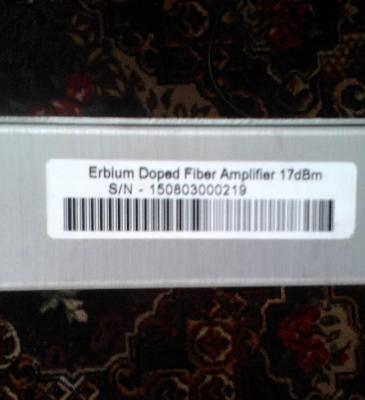 Erbium Doped Fiber Amplifier 17dBm
S/N - 150803000219